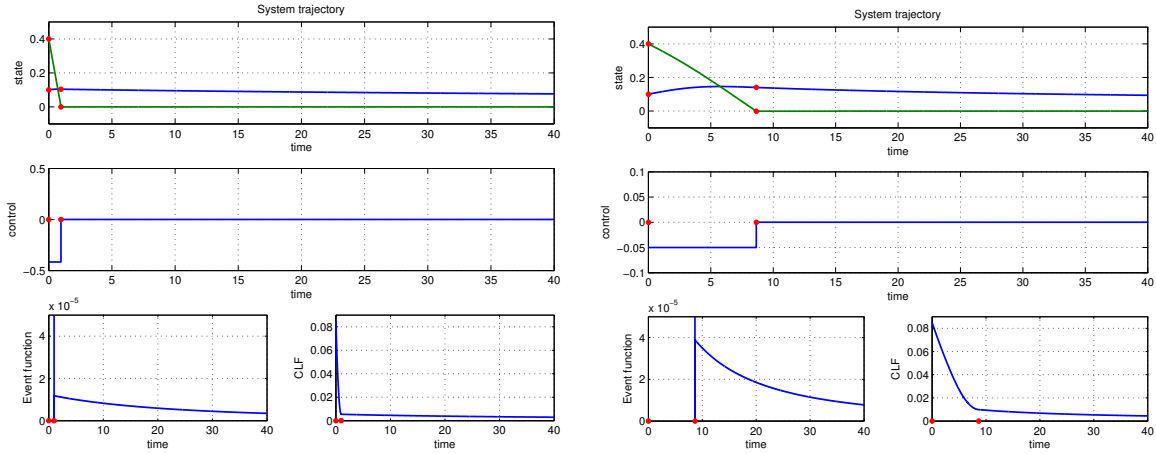 System trajectory
0.4
0.2
0
state
0 5 10 15 20 25 30 35 40
time
0.5
0
−0.5
control
0 5 10 15 20 25 30 35 40
time
x 10⁻⁵
4
2
0
Event function
0 10 20 30 40
time
0.08
0.06
0.04
0.02
0
CLF
0 10 20 30 40
time
System trajectory
0.4
0.2
0
state
0 5 10 15 20 25 30 35 40
time
0.1
0.05
0
−0.05
−0.1
control
0 5 10 15 20 25 30 35 40
time
x 10⁻⁵
4
2
0
Event function
0 10 20 30 40
time
0.08
0.06
0.04
0.02
0
CLF
0 10 20 30 40
time